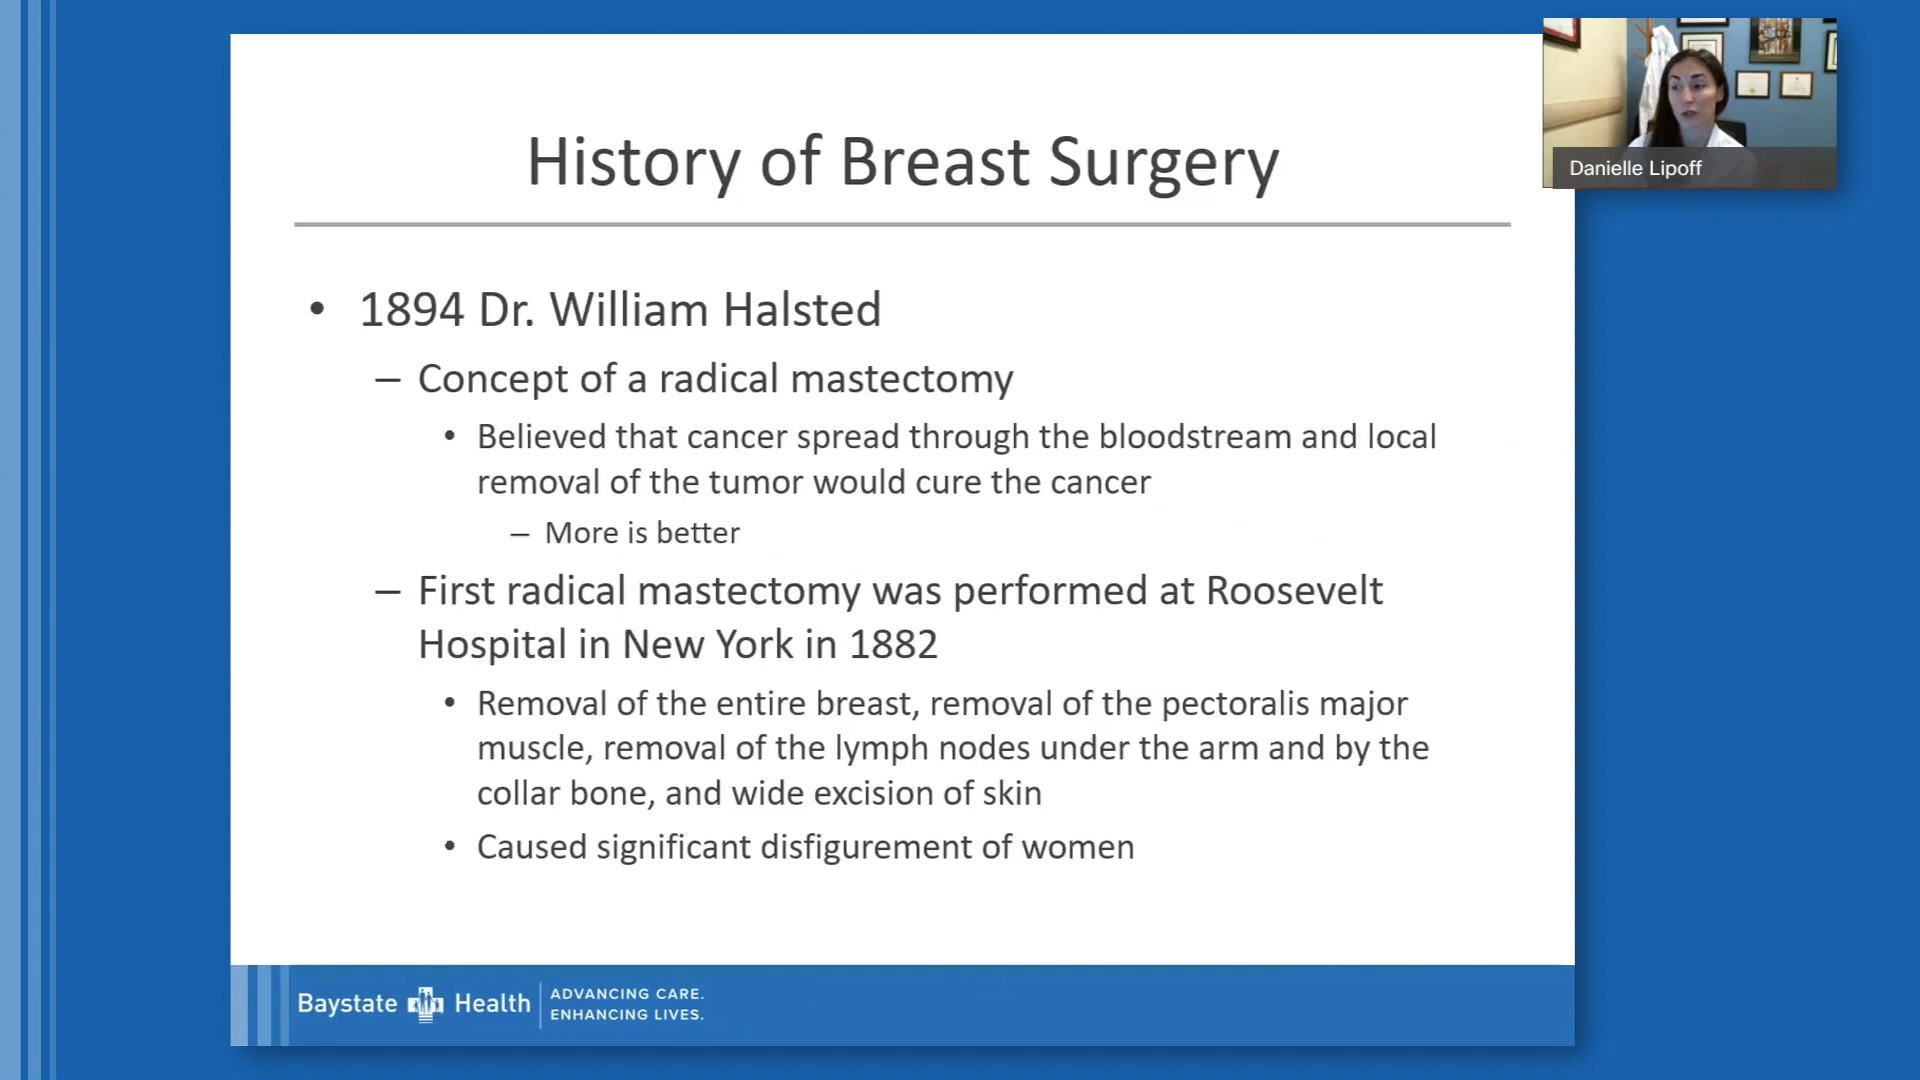 History of Breast Surgery
Danielle Lipoff
• 1894 Dr. William Halsted
– Concept of a radical mastectomy
• Believed that cancer spread through the bloodstream and local
removal of the tumor would cure the cancer
– More is better
– First radical mastectomy was performed at Roosevelt
Hospital in New York in 1882
• Removal of the entire breast, removal of the pectoralis major
muscle, removal of the lymph nodes under the arm and by the
collar bone, and wide excision of skin
• Caused significant disfigurement of women
Baystate Health
ADVANCING CARE.
ENHANCING LIVES.